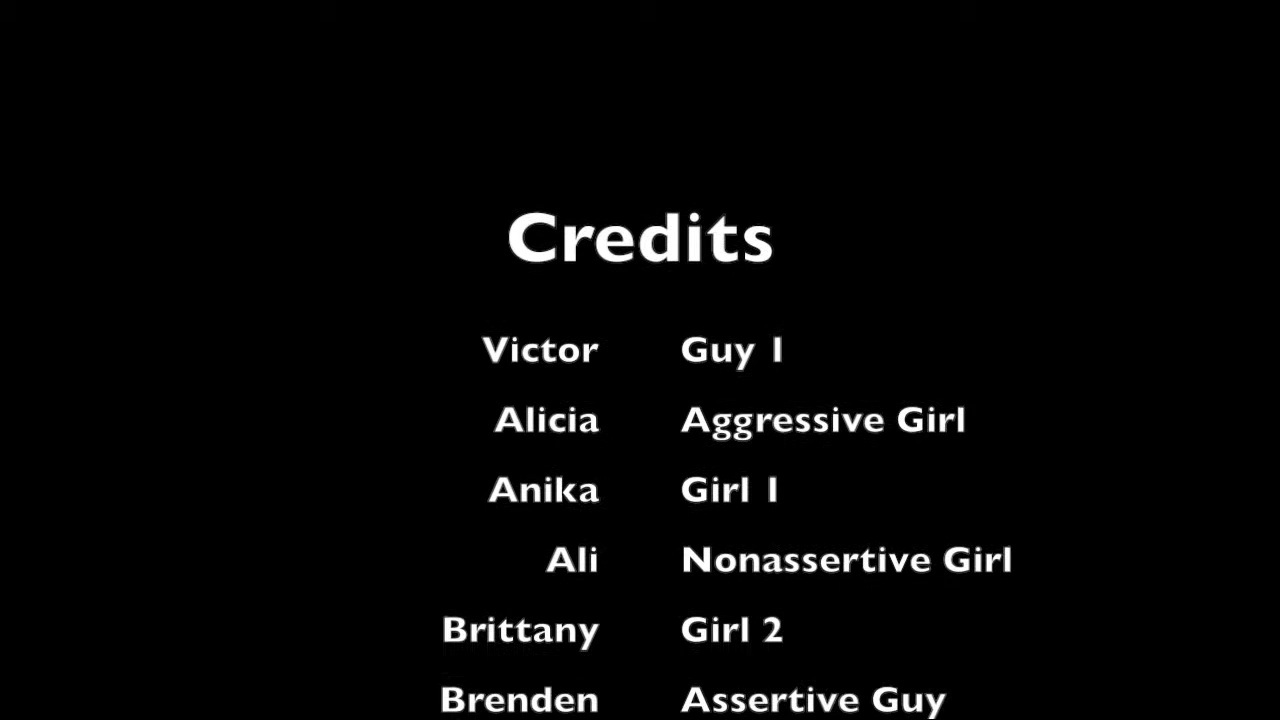 Credits
Victor Guy 1
Alicia Aggressive Girl
Anika Girl 1
Ali Nonassertive Girl
Brittany Girl 2
Brenden Assertive Guy